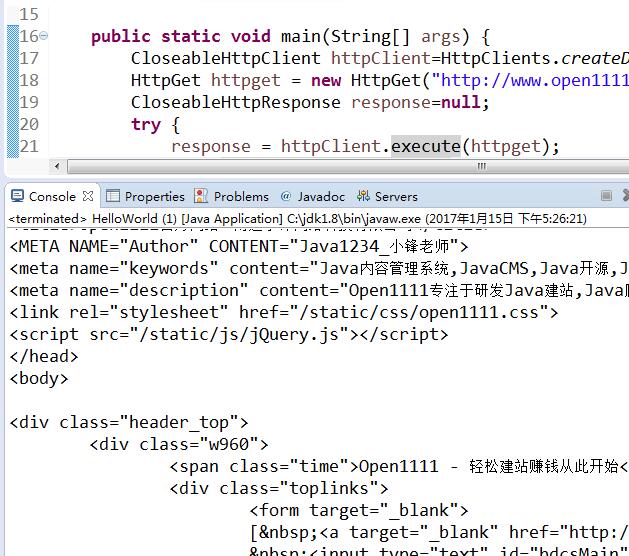 15
16 public static void main(String[] args) {
17 CloseableHttpClient httpClient=HttpClients.createD
18 HttpGet httpget = new HttpGet("http://www.open1111
19 CloseableHttpResponse response=null;
20 try {
21 response = httpClient.execute(httpget);
Console Properties Problems @ Javadoc Servers
<terminated> HelloWorld (1) [Java Application] C:\jdk1.8\bin\javaw.exe (2017年1月15日 下午5:26:21)
<META NAME="Author" CONTENT="Java1234_小锋老师">
<meta name="keywords" content="Java内容管理系统,JavaCMS,Java开源,J
<meta name="description" content="Open1111专注于研发Java建站,Java
<link rel="stylesheet" href="/static/css/open1111.css">
<script src="/static/js/jQuery.js"></script>
</head>
<body>
<div class="header_top">
<div class="w960">
<span class="time">Open1111 - 轻松建站赚钱从此开始<
<div class="toplinks">
<form target="_blank">
[&nbsp;<a target="_blank" href="http:/
&nbsp;<input type="text" id="bdcsMain"